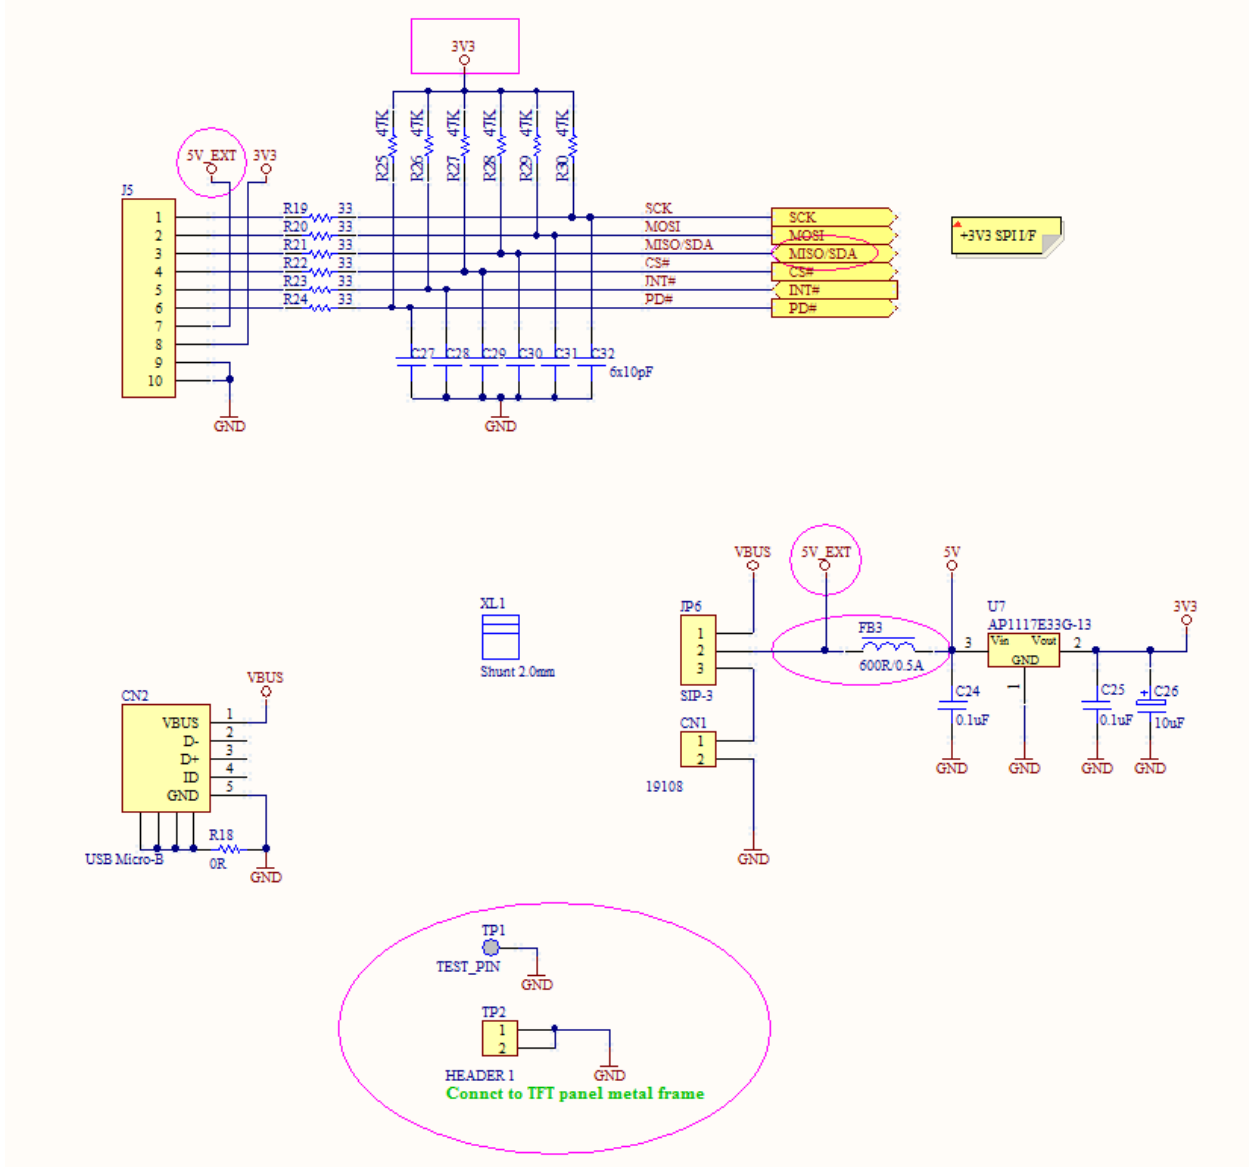 3V3
47K 47K 47K 47K 47K 47K
R25 R26 R27 R28 R29 R30
5V_EXT 3V3
J5
1 R19 33 SCK SCK
2 R20 33 MOSI MOSI
3 R21 33 MISO/SDA MISO/SDA
4 R22 33 CS# CS#
5 R23 33 INT# INT#
6 R24 33 PD# PD#
7
8
9
10
+3V3 SPI I/F
C27 C28 C29 C30 C31 C32
6x10pF
GND GND
VBUS 5V_EXT 5V
XL1
Shunt 2.0mm
JP6
1
2
3
SIP-3
FB3
600R/0.5A
U7
AP1117E33G-13
3 Vin Vout 2
GND
1
3V3
C24
0.1uF
C25
0.1uF
C26
+
10uF
GND GND GND GND
CN1
1
2
19108
GND
VBUS
CN2
VBUS 1
D- 2
D+ 3
ID 4
GND 5
R18
0R
USB Micro-B
GND
TP1
TEST_PIN
GND
TP2
1
2
HEADER 1
GND
Connct to TFT panel metal frame